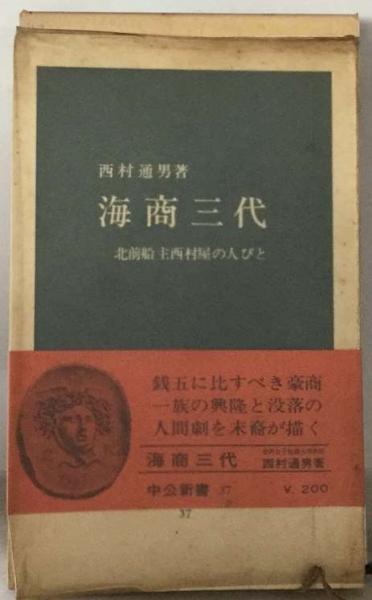 西村通男著
海商三代
北前船主西村屋の人びと
銭五に比すべき豪商
一族の興隆と没落の
人間劇を末裔が描く
海商三代
西村通男著
中公新書 37
¥. 200
37